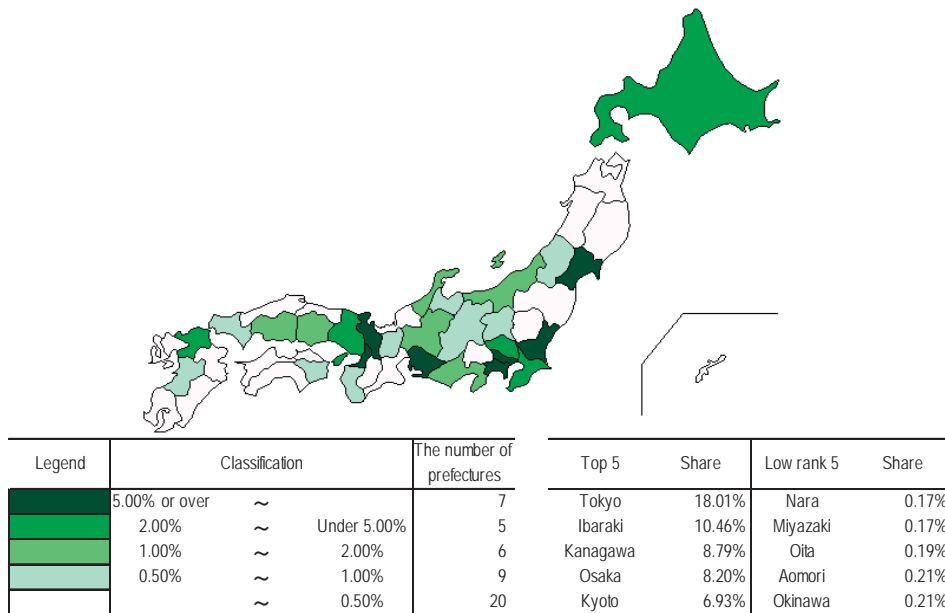 Legend Classification The number of prefectures
5.00% or over ~ 7
2.00% ~ Under 5.00% 5
1.00% ~ 2.00% 6
0.50% ~ 1.00% 9
~ 0.50% 20
Top 5 Share Low rank 5 Share
Tokyo 18.01% Nara 0.17%
Ibaraki 10.46% Miyazaki 0.17%
Kanagawa 8.79% Oita 0.19%
Osaka 8.20% Aomori 0.21%
Kyoto 6.93% Okinawa 0.21%